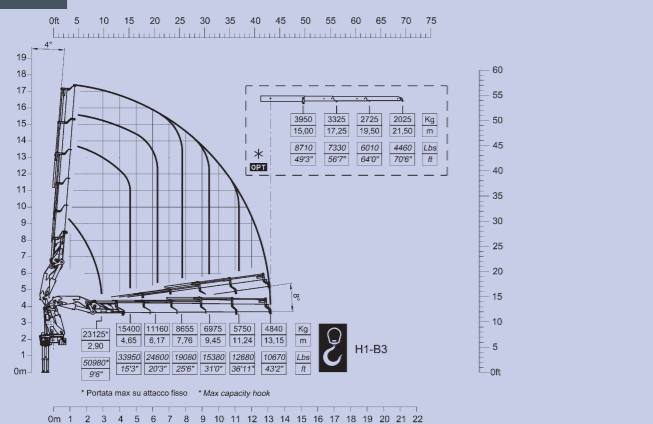 0ft 5 10 15 20 25 30 35 40 45 50 55 60 65 70 75
4°
19
18
17
16
15
14
13
12
11
10
9
8
7
6
5
4
3
2
1
0m
60
55
50
45
40
35
30
25
20
15
10
5
0ft
3950 3325 2725 2025 Kg
15,00 17,25 19,50 21,50 m
8710 7330 6010 4460 Lbs
49'3" 56'7" 64'0" 70'6" ft
* OPT
8°
23125* 15400 11160 8655 6975 5750 4840 Kg
2,90 4,65 6,17 7,76 9,45 11,24 13,15 m
50980* 33950 24600 19080 15380 12680 10670 Lbs
9'6" 15'3" 20'3" 25'6" 31'0" 36'11" 43'2" ft
H1-B3
* Portata max su attacco fisso * Max capacity hook
0m 1 2 3 4 5 6 7 8 9 10 11 12 13 14 15 16 17 18 19 20 21 22